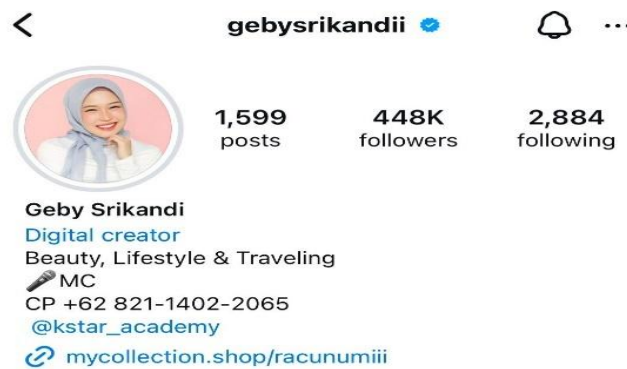 gebysrikandii
1,599 448K 2,884
posts followers following
Geby Srikandi
Digital creator
Beauty, Lifestyle & Traveling
🎤MC
CP +62 821-1402-2065
@kstar_academy
mycollection.shop/racunumiii